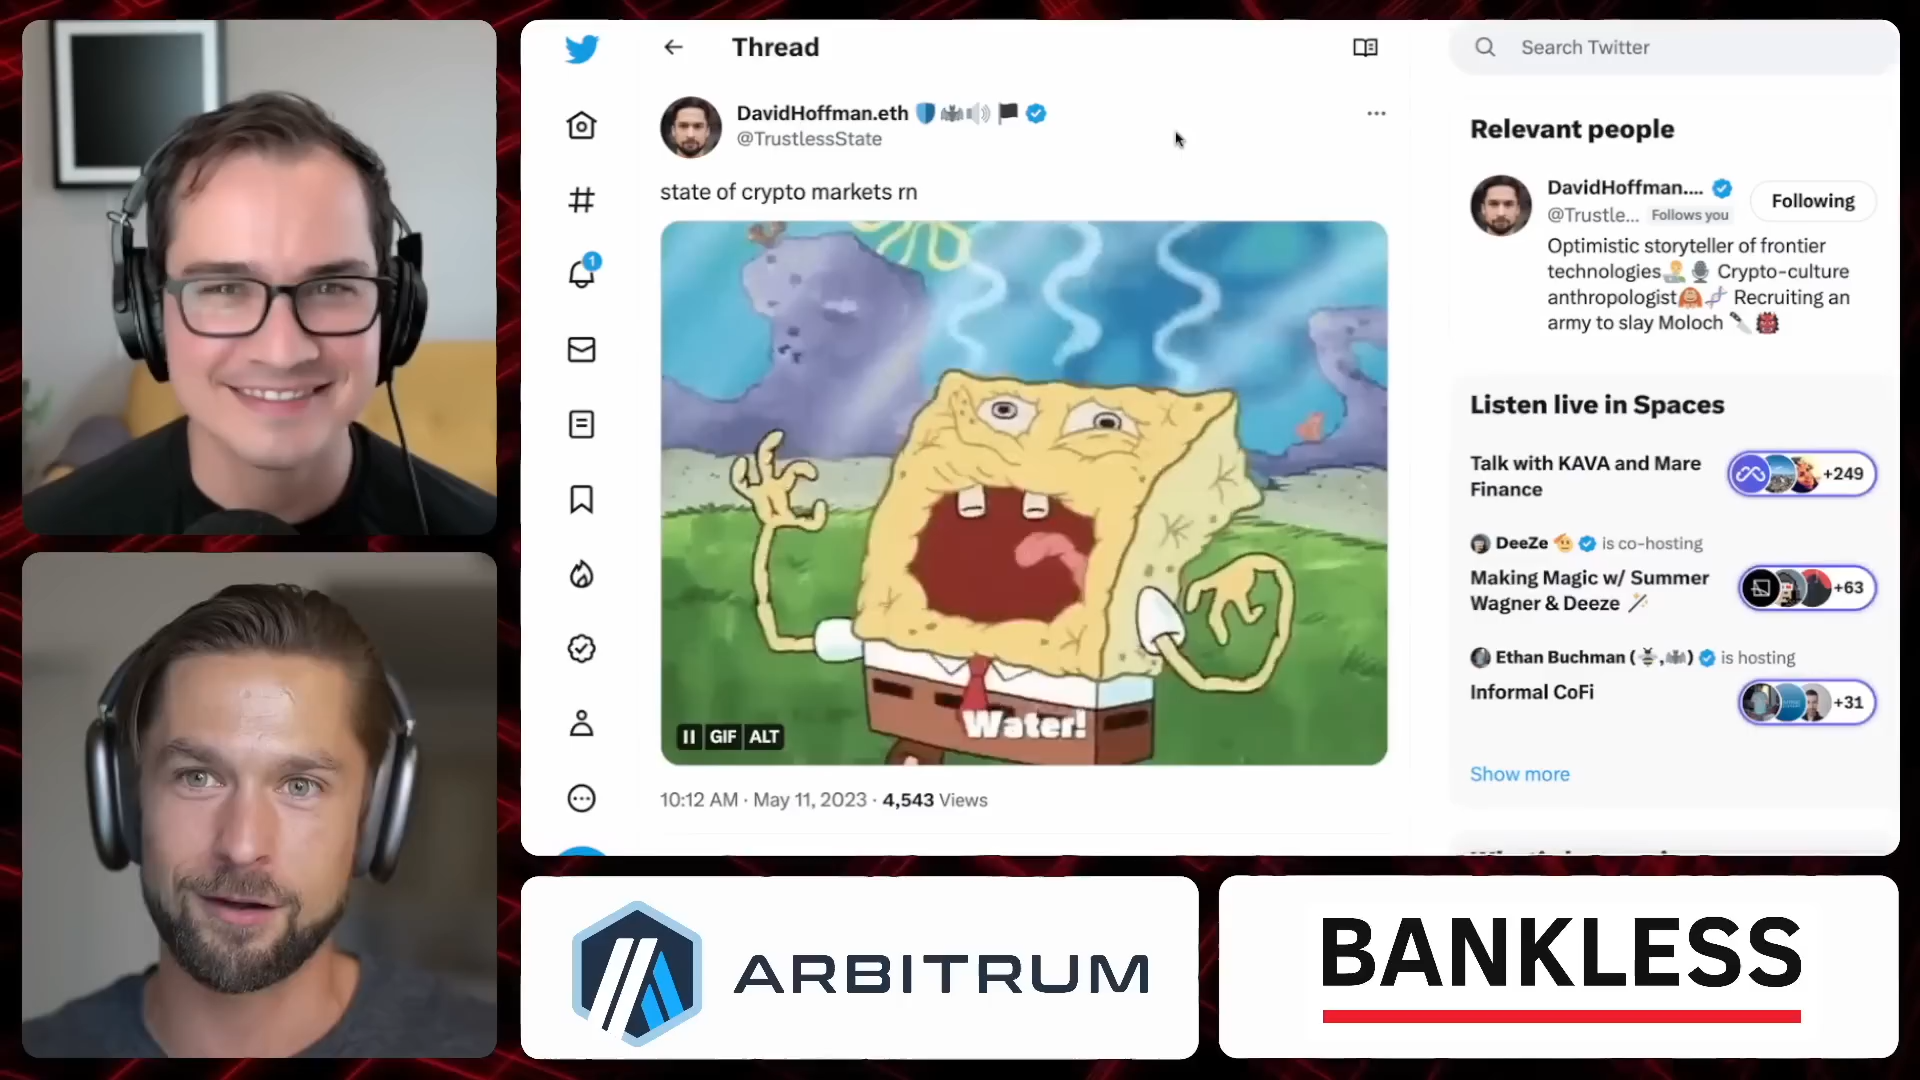 Thread
DavidHoffman.eth
@TrustlessState
state of crypto markets rn
Water!
GIF ALT
10:12 AM · May 11, 2023 · 4,543 Views
1
Search Twitter
Relevant people
DavidHoffman....
@Trustle... Follows you
Following
Optimistic storyteller of frontier
technologies Crypto-culture
anthropologist Recruiting an
army to slay Moloch
Listen live in Spaces
Talk with KAVA and Mare
Finance
+249
DeeZe is co-hosting
Making Magic w/ Summer
Wagner & Deeze
+63
Ethan Buchman ( , ) is hosting
Informal CoFi
+31
Show more
ARBITRUM
BANKLESS